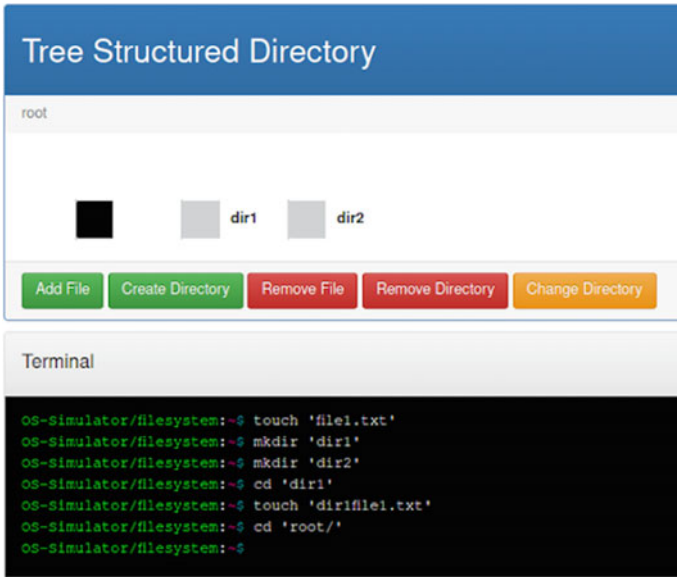 Tree Structured Directory
root
dir1 dir2
Add File Create Directory Remove File Remove Directory Change Directory
Terminal
OS-Simulator/filesystem:~$ touch 'file1.txt'
OS-Simulator/filesystem:~$ mkdir 'dir1'
OS-Simulator/filesystem:~$ mkdir 'dir2'
OS-Simulator/filesystem:~$ cd 'dir1'
OS-Simulator/filesystem:~$ touch 'dir1file1.txt'
OS-Simulator/filesystem:~$ cd 'root/'
OS-Simulator/filesystem:~$